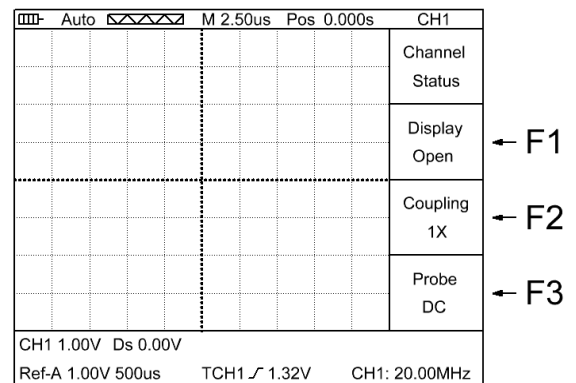 Auto M 2.50us Pos 0.000s CH1
Channel
Status
Display
Open
F1
Coupling
1X
F2
Probe
DC
F3
CH1 1.00V Ds 0.00V
Ref-A 1.00V 500us TCH1 1.32V CH1: 20.00MHz